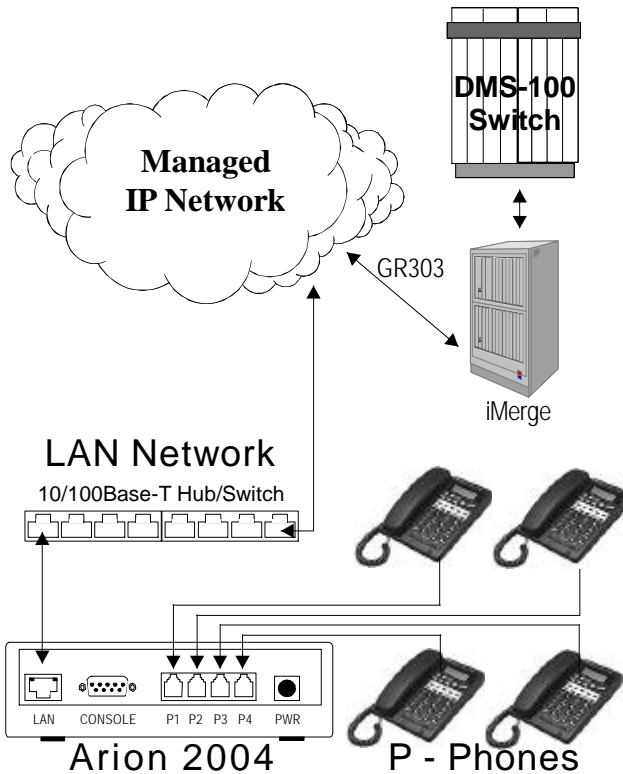 DMS-100
Switch
Managed
IP Network
GR303
iMerge
LAN Network
10/100Base-T Hub/Switch
LAN CONSOLE P1 P2 P3 P4 PWR
Arion 2004
P - Phones